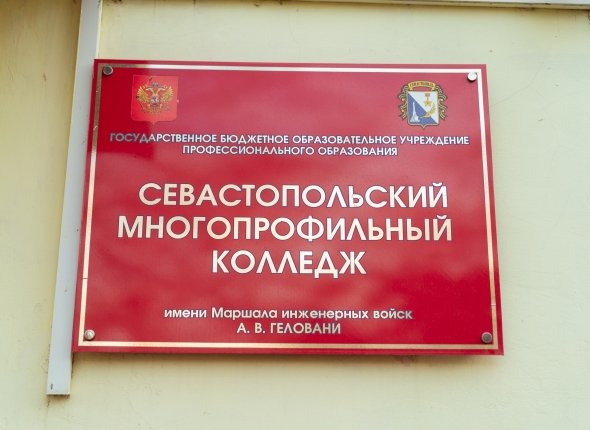 ГОСУДАРСТВЕННОЕ БЮДЖЕТНОЕ ОБРАЗОВАТЕЛЬНОЕ УЧРЕЖДЕНИЕ
ПРОФЕССИОНАЛЬНОГО ОБРАЗОВАНИЯ
СЕВАСТОПОЛЬСКИЙ
МНОГОПРОФИЛЬНЫЙ
КОЛЛЕДЖ
имени Маршала инженерных войск
А. В. ГЕЛОВАНИ